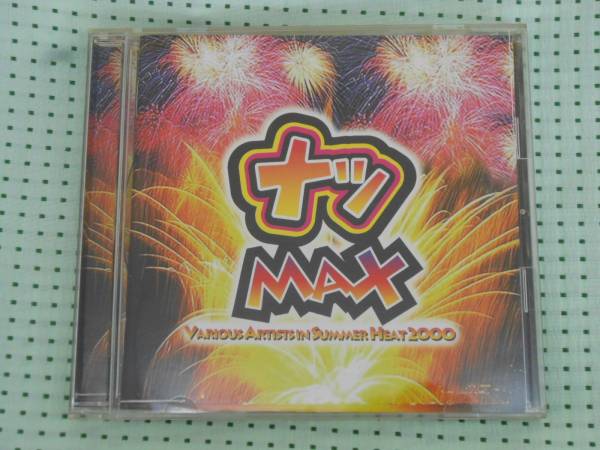 ナツ
MAX
VARIOUS ARTISTS IN SUMMER HEAT 2000